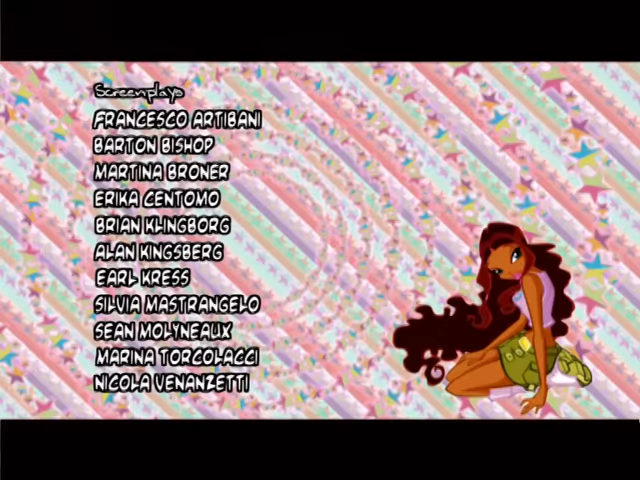 Screenplays
FRANCESCO ARTIBANI
BARTON BISHOP
MARTINA BRONER
ERIKA CENTOMO
BRIAN KLINGBORG
ALAN KINGSBERG
EARL KRESS
SILVIA MASTRANGELO
SEAN MOLYNEAUX
MARINA TORCOLACCI
NICOLA VENANZETTI